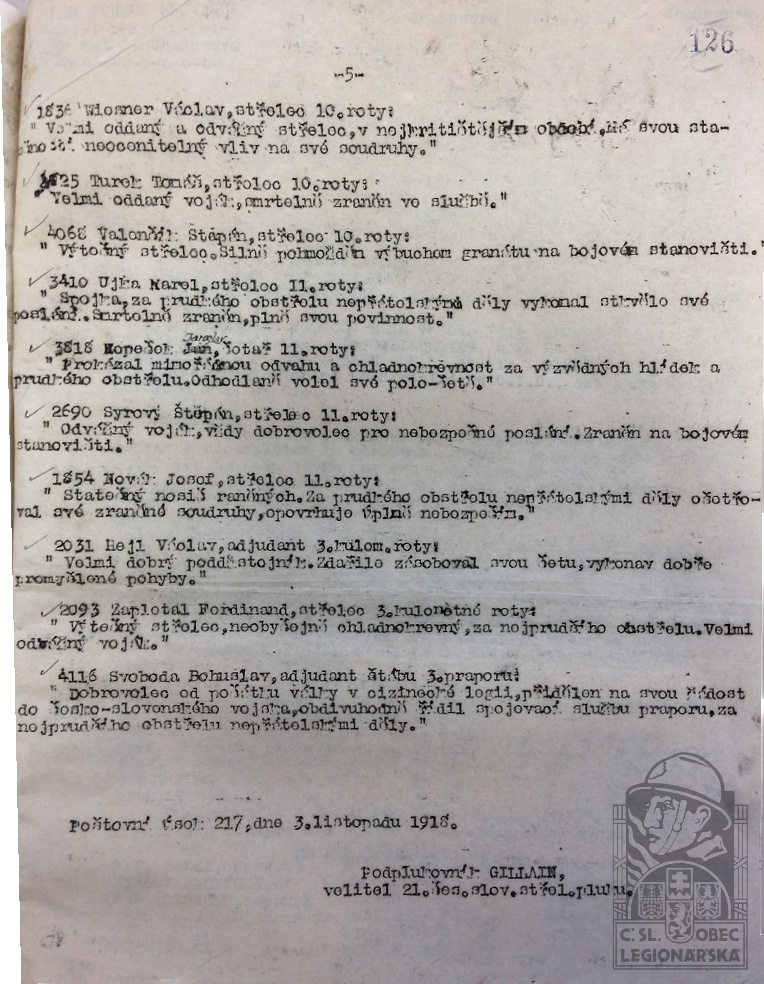 126
-5-
1836 Wiesner Václav,střelec 10.roty:
" Velmi oddaný a odvážný střelec,v nejkritičtějším období.Má svou sta-
tečností neocenitelný vliv na své soudruhy."
1825 Turek Tomáš,střelec 10.roty:
" Velmi oddaný voják,smrtelně zraněn ve službě."
4068 Valenčík Štěpán,střelec 10.roty:
" Výtečný střelec.Silně pohmožděn výbuchem granátu na bojovém stanovišti."
3410 Ujka Karel,střelec 11.roty:
" Spojka,za prudkého obstřelu nepřátelskými děly vykonal stkvěle své
poslání.Smrtelně zraněn,plně svou povinnost."
Jaroslav
3818 Kopeček Jan,četař 11.roty:
" Prokázal mimořádnou odvahu a chladnokrevnost za výzvědných hlídek a
prudkého obstřelu.Odhodlaně velel své polo-četě."
2690 Syrový Štěpán,střelec 11.roty:
" Odvážný voják,vždy dobrovolec pro nebezpečné poslání.Zraněn na bojovém
stanovišti."
1854 Novák Josef,střelec 11.roty:
" Statečný nosič raněných.Za prudkého obstřelu nepřátelskými děly ošetřo-
val své zraněné soudruhy,opovrhuje úplně nebezpečím."
2031 Hejl Václav,adjudant 3.kulom.roty:
" Velmi dobrý poddůstojník.Zdařile zásoboval svou četu,vykonav dobře
promyšlené pohyby."
2093 Zaplotal Ferdinand,střelec 3.kulometné roty:
" Výtečný střelec,neobyčejně chladnokrevný,za nejprudšího obstřelu.Velmi
odvážný voják."
4116 Svoboda Bohuslav,adjudant štábu 3.praporu:
" Dobrovolec od počátku války v cizinecké legii,přidělen na svou žádost
do česko-slovenského vojska,obdivuhodně řídil spojovací službu praporu,za
nejprudšího obstřelu nepřátelskými děly."
Poštovní úsek 217,dne 3.listopadu 1918.
Podplukovník GILLAIN,
velitel 21.čes.slov.střel.pluku.
Č.SL. OBEC
LEGIONÁŘSKÁ